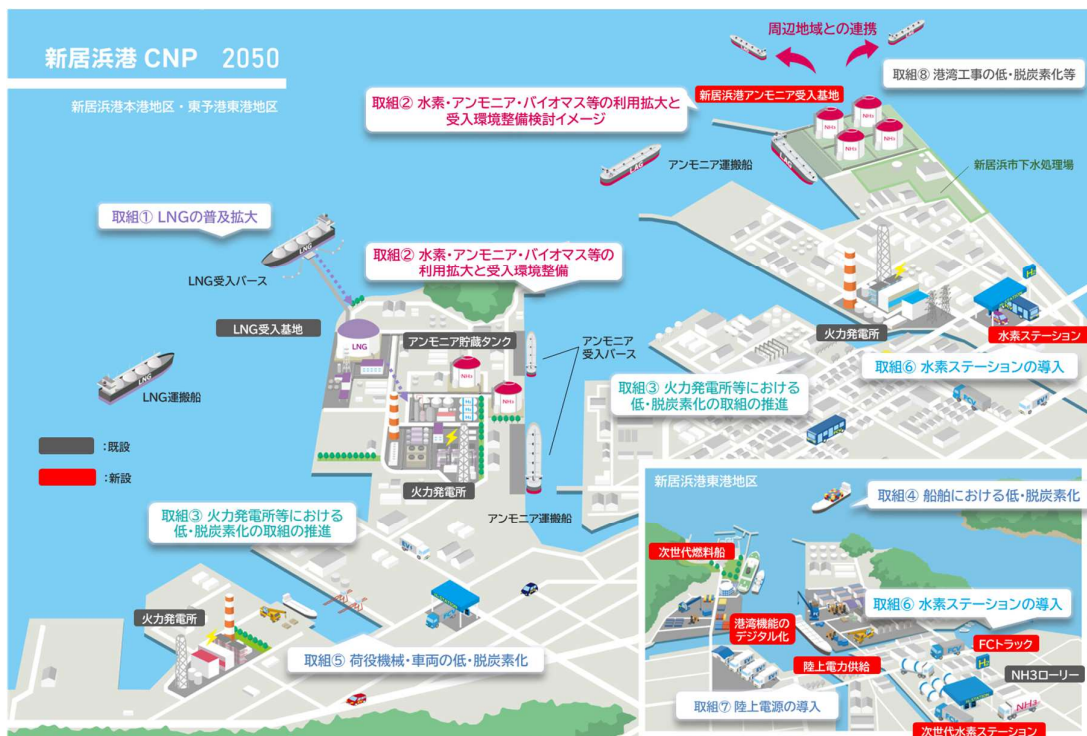 新居浜港 CNP 2050
新居浜港本港地区・東予港東港地区
周辺地域との連携
取組⑧ 港湾工事の低・脱炭素化等
取組② 水素・アンモニア・バイオマス等の利用拡大と
受入環境整備検討イメージ
新居浜港アンモニア受入基地
NH₃
NH₃
NH₃
NH₃
アンモニア運搬船
LNG
LNG
新居浜市下水処理場
取組① LNGの普及拡大
LNG
LNG受入バース
取組② 水素・アンモニア・バイオマス等の
利用拡大と受入環境整備
LNG受入基地
LNG
アンモニア貯蔵タンク
NH₃
NH₃
アンモニア
受入バース
火力発電所
H₂
水素ステーション
取組⑥ 水素ステーションの導入
取組③ 火力発電所等における
低・脱炭素化の取組の推進
FCV
EV
LNG
LNG運搬船
:既設
:新設
火力発電所
アンモニア運搬船
取組③ 火力発電所等における
低・脱炭素化の取組の推進
火力発電所
取組⑤ 荷役機械・車両の低・脱炭素化
新居浜港東港地区
取組④ 船舶における低・脱炭素化
次世代燃料船
取組⑥ 水素ステーションの導入
港湾機能の
デジタル化
陸上電力供給
FCトラック
H₂
NH3ローリー
取組⑦ 陸上電源の導入
FCV
NH₃
次世代水素ステーション